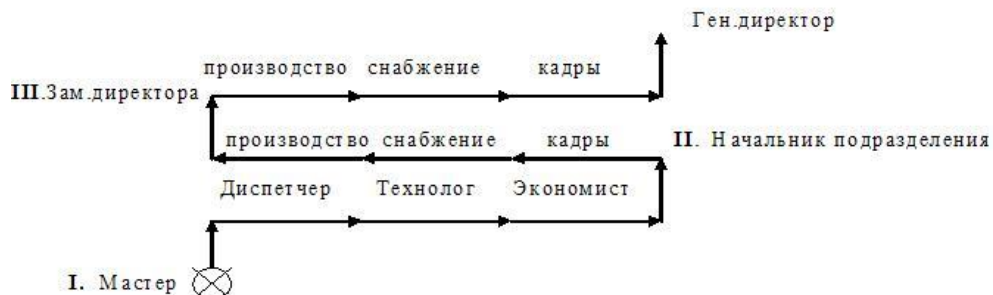 Ген.директор
производство снабжение кадры
III.Зам.директора
производство снабжение кадры II. Начальник подразделения
Диспетчер Технолог Экономист
I. Мастер